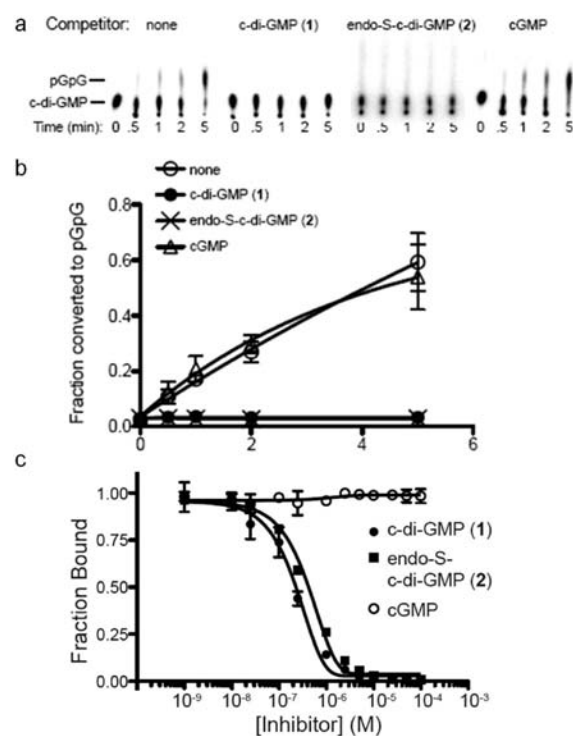 a
Competitor: none c-di-GMP (1) endo-S-c-di-GMP (2) cGMP
pGpG
c-di-GMP
Time (min): 0 .5 1 2 5 0 .5 1 2 5 0 .5 1 2 5 0 .5 1 2 5
b
none
c-di-GMP (1)
endo-S-c-di-GMP (2)
cGMP
Fraction converted to pGpG
0.8
0.6
0.4
0.2
0.0
0 2 4 6
c
Fraction Bound
1.00
0.75
0.50
0.25
0.00
c-di-GMP (1)
endo-S-
c-di-GMP (2)
cGMP
10⁻⁹ 10⁻⁸ 10⁻⁷ 10⁻⁶ 10⁻⁵ 10⁻⁴ 10⁻³
[Inhibitor] (M)